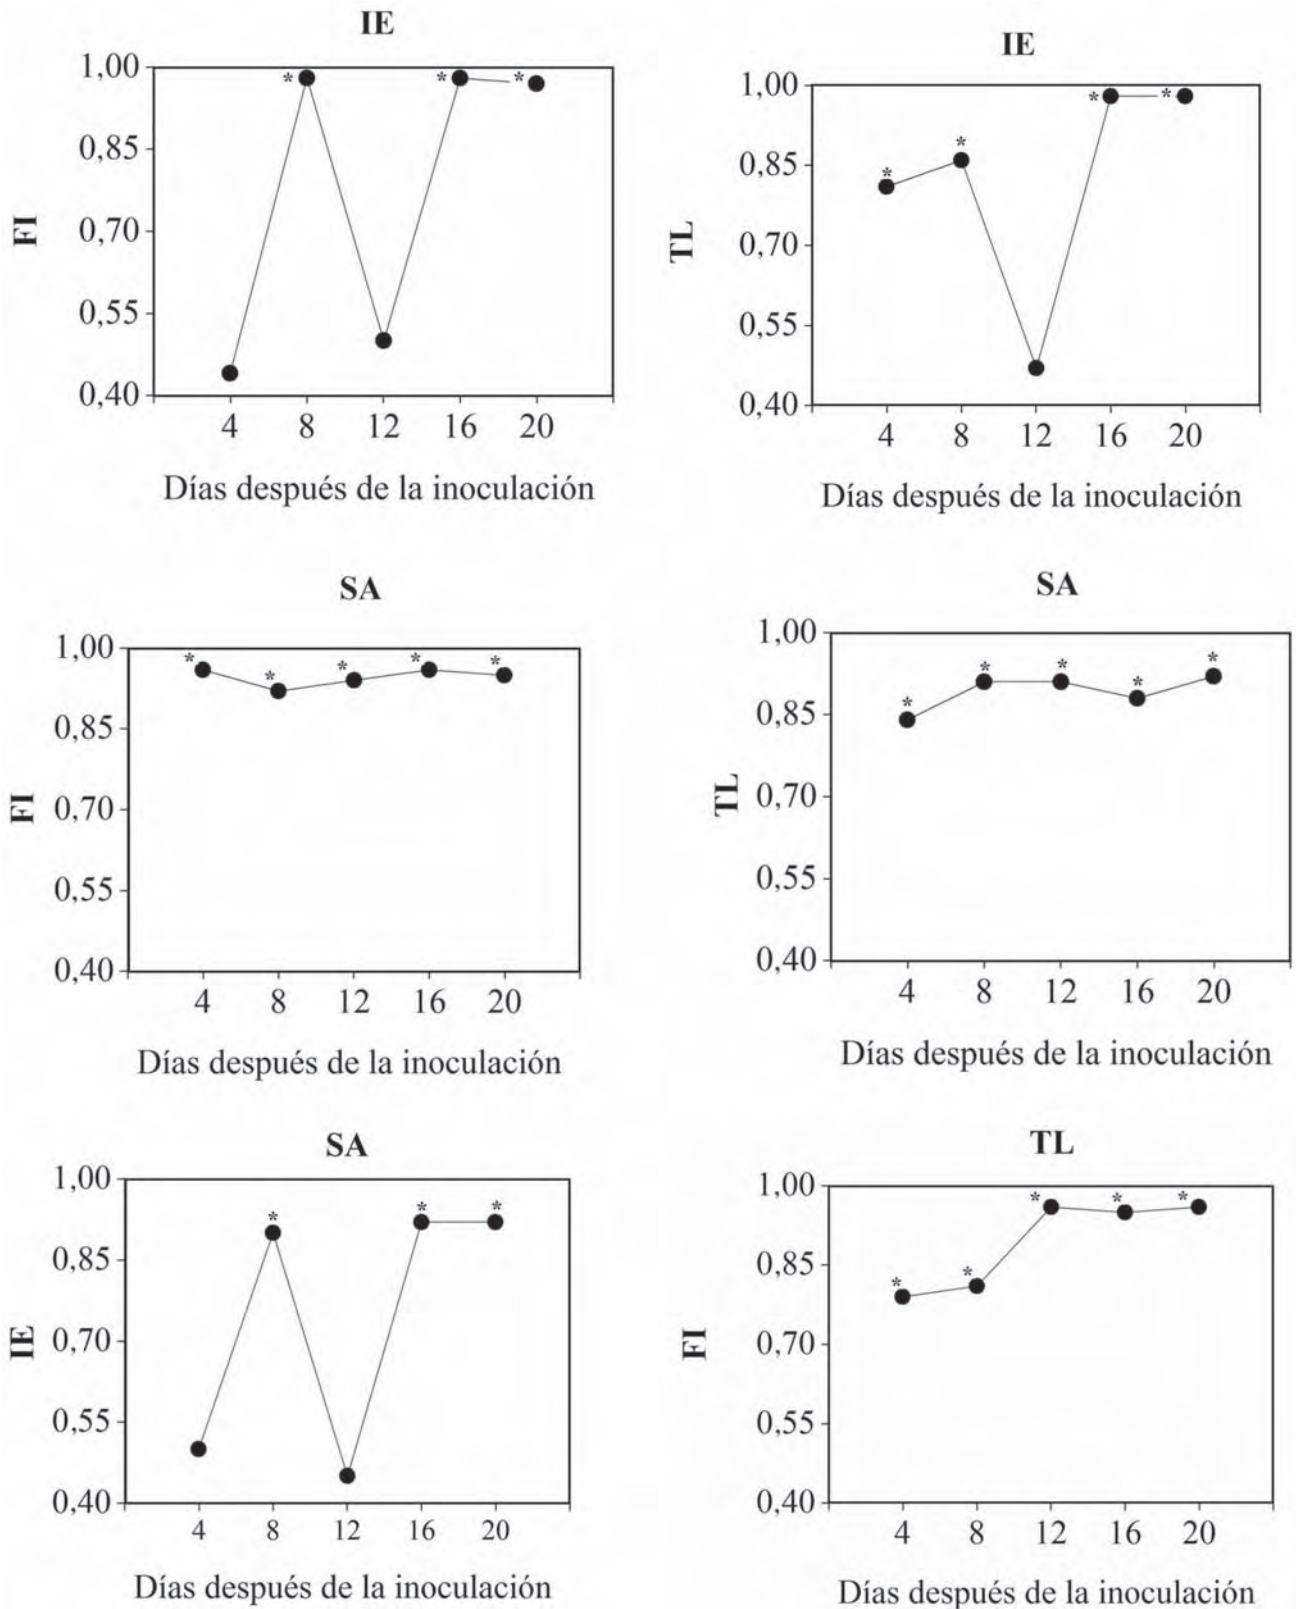 IE
1,00
0,85
0,70
0,55
0,40
FI
* * *
4 8 12 16 20
Días después de la inoculación
IE
1,00
0,85
0,70
0,55
0,40
TL
* * * *
4 8 12 16 20
Días después de la inoculación
SA
1,00
0,85
0,70
0,55
0,40
FI
* * * * *
4 8 12 16 20
Días después de la inoculación
SA
1,00
0,85
0,70
0,55
0,40
TL
* * * * *
4 8 12 16 20
Días después de la inoculación
SA
1,00
0,85
0,70
0,55
0,40
IE
* * *
4 8 12 16 20
Días después de la inoculación
TL
1,00
0,85
0,70
0,55
0,40
FI
* * * * *
4 8 12 16 20
Días después de la inoculación